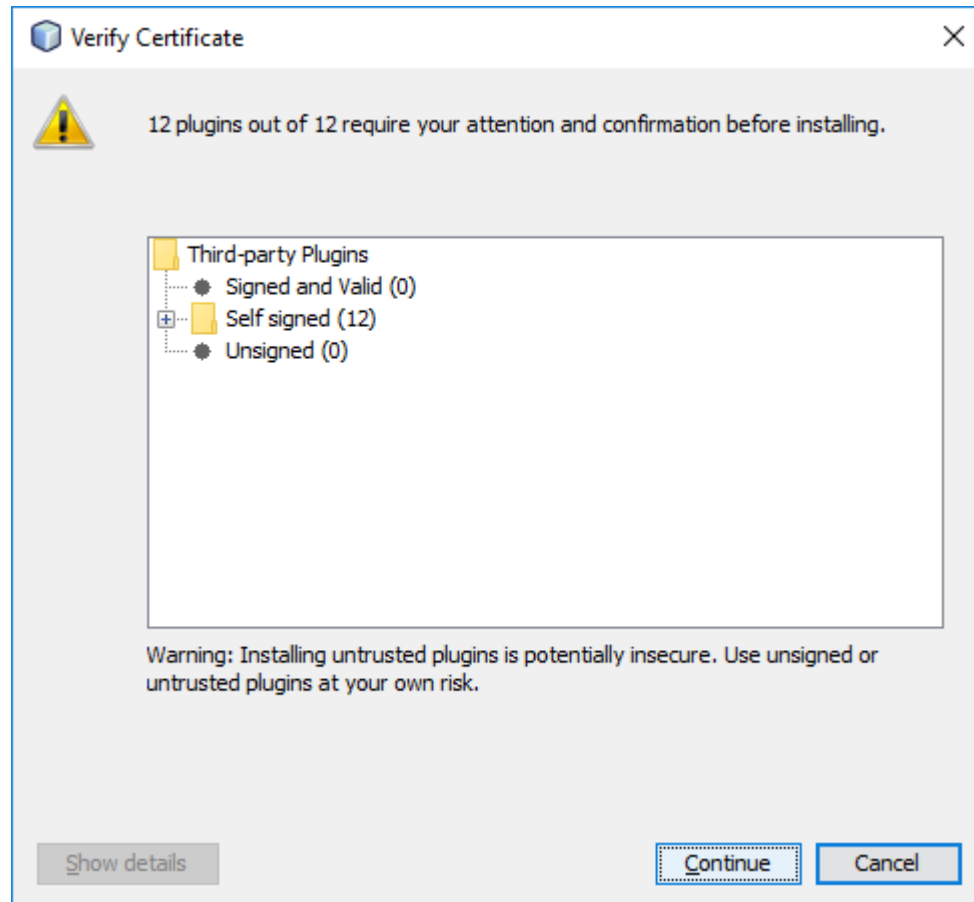 Verify Certificate
12 plugins out of 12 require your attention and confirmation before installing.
Third-party Plugins
Signed and Valid (0)
Self signed (12)
Unsigned (0)
Warning: Installing untrusted plugins is potentially insecure. Use unsigned or
untrusted plugins at your own risk.
Show details
Continue
Cancel